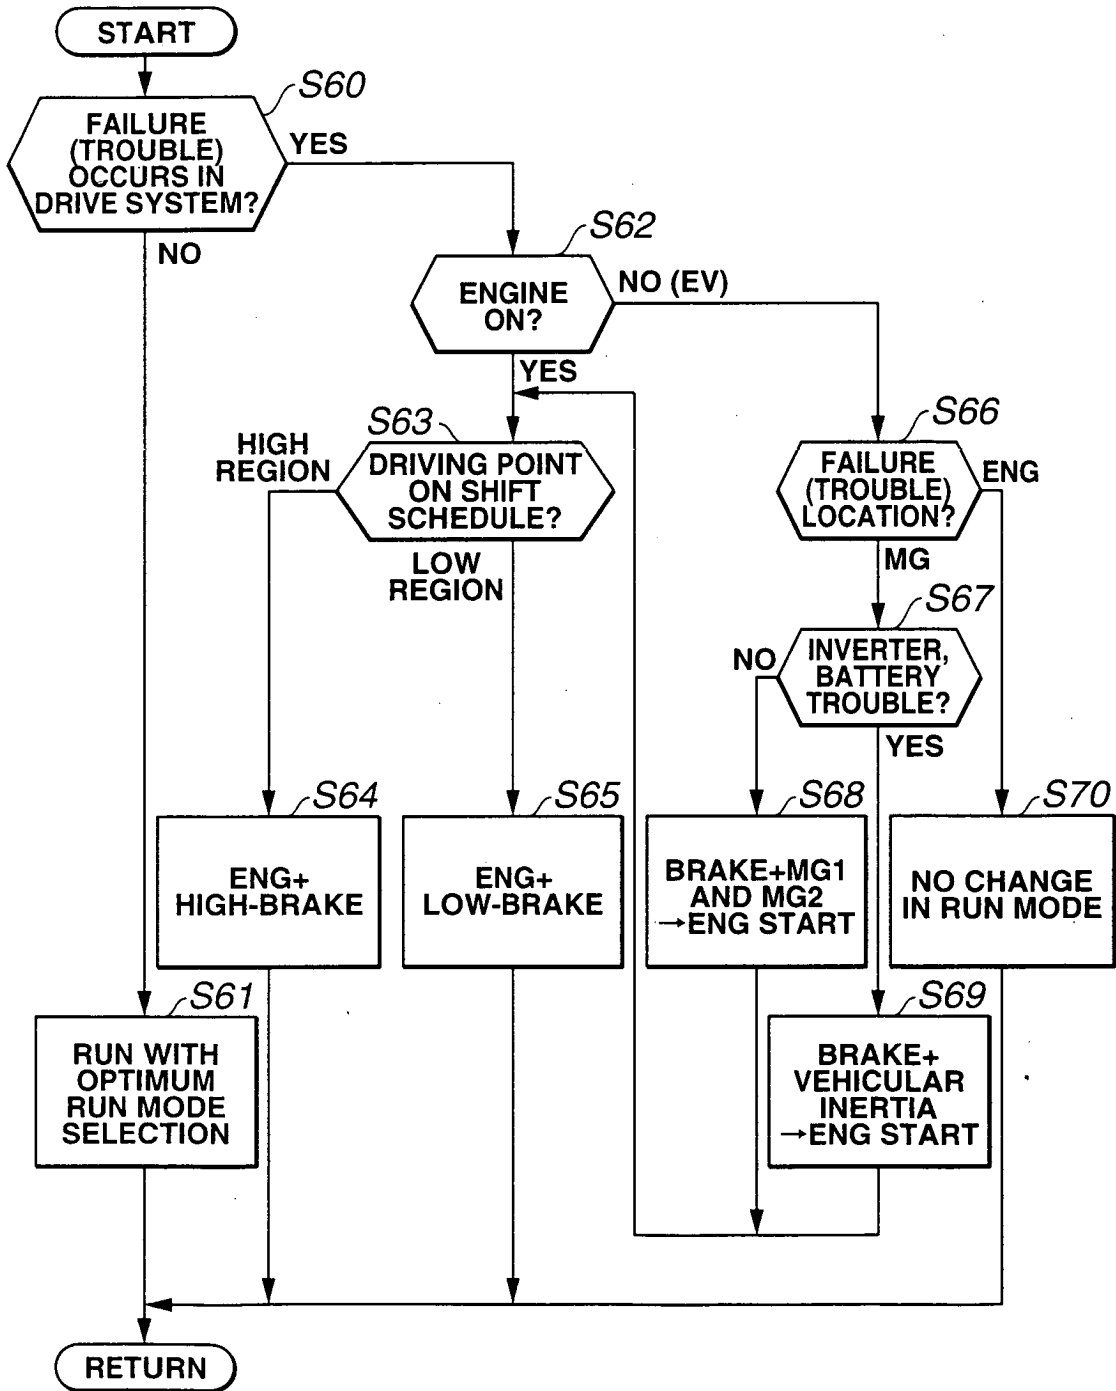 START
S60
FAILURE
(TROUBLE)
OCCURS IN
DRIVE SYSTEM?
YES
NO
S62
ENGINE
ON?
NO (EV)
YES
S63
HIGH
REGION
DRIVING POINT
ON SHIFT
SCHEDULE?
LOW
REGION
S66
FAILURE
(TROUBLE)
LOCATION?
ENG
MG
S67
NO
INVERTER,
BATTERY
TROUBLE?
YES
S64
ENG+
HIGH-BRAKE
S65
ENG+
LOW-BRAKE
S68
BRAKE+MG1
AND MG2
→ENG START
S70
NO CHANGE
IN RUN MODE
S61
RUN WITH
OPTIMUM
RUN MODE
SELECTION
S69
BRAKE+
VEHICULAR
INERTIA
→ENG START
RETURN